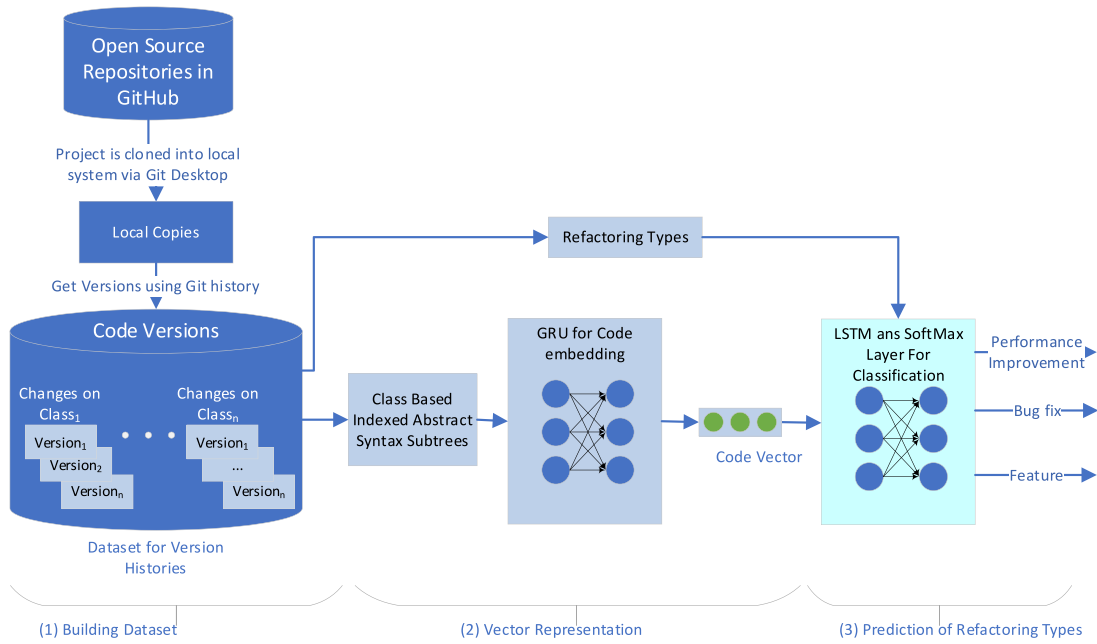 Open Source
Repositories in
GitHub
Project is cloned into local
system via Git Desktop
Local Copies
Get Versions using Git history
Code Versions
Changes on
Class₁
Changes on
Classₙ
Version₁
Version₂
Versionₙ
• • •
Version₁
...
Versionₙ
Dataset for Version
Histories
Refactoring Types
Class Based
Indexed Abstract
Syntax Subtrees
GRU for Code
embedding
Code Vector
LSTM ans SoftMax
Layer For
Classification
Performance
Improvement
Bug fix
Feature
(1) Building Dataset
(2) Vector Representation
(3) Prediction of Refactoring Types